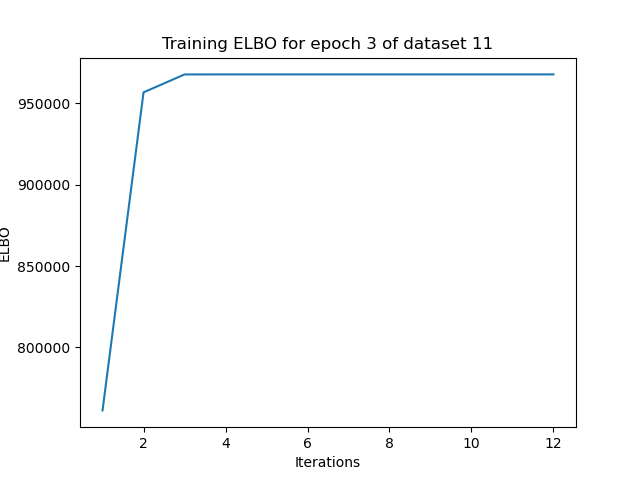 Training ELBO for epoch 3 of dataset 11
950000
900000
850000
800000
ELBO
2 4 6 8 10 12
Iterations